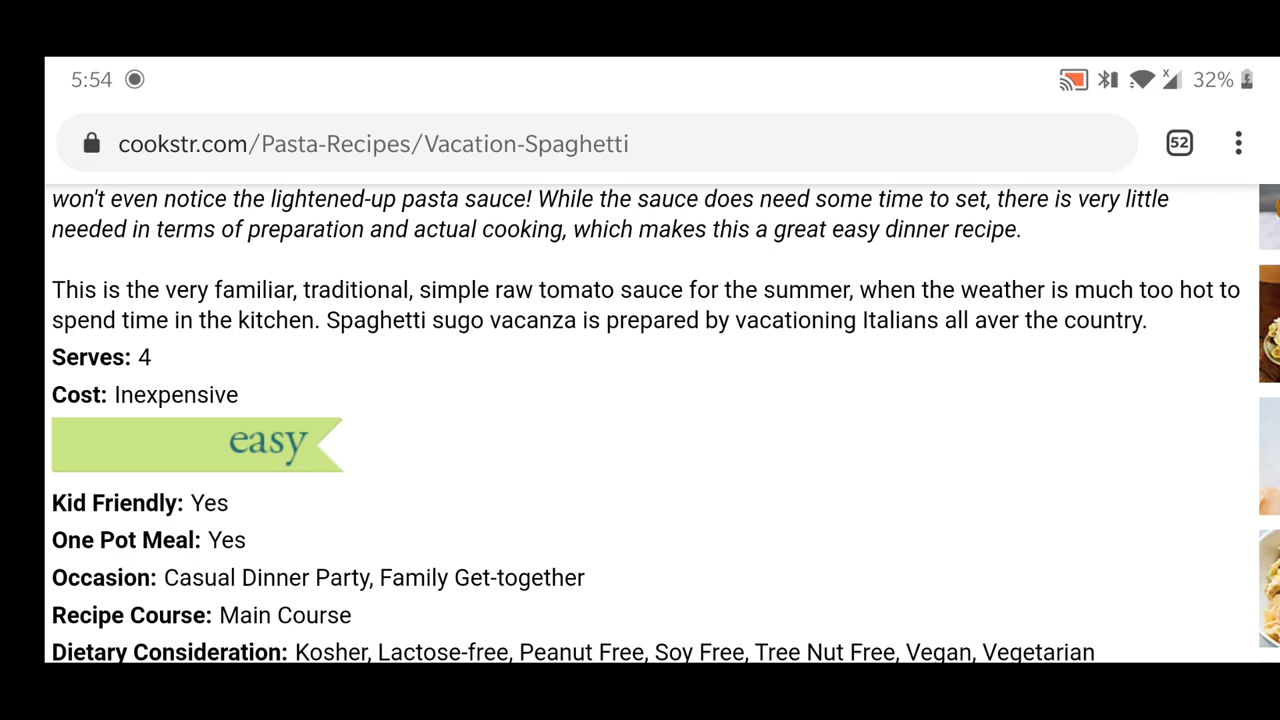 5:54
32%
cookstr.com/Pasta-Recipes/Vacation-Spaghetti
52
won't even notice the lightened-up pasta sauce! While the sauce does need some time to set, there is very little
needed in terms of preparation and actual cooking, which makes this a great easy dinner recipe.
This is the very familiar, traditional, simple raw tomato sauce for the summer, when the weather is much too hot to
spend time in the kitchen. Spaghetti sugo vacanza is prepared by vacationing Italians all aver the country.
Serves: 4
Cost: Inexpensive
easy
Kid Friendly: Yes
One Pot Meal: Yes
Occasion: Casual Dinner Party, Family Get-together
Recipe Course: Main Course
Dietary Consideration: Kosher, Lactose-free, Peanut Free, Soy Free, Tree Nut Free, Vegan, Vegetarian